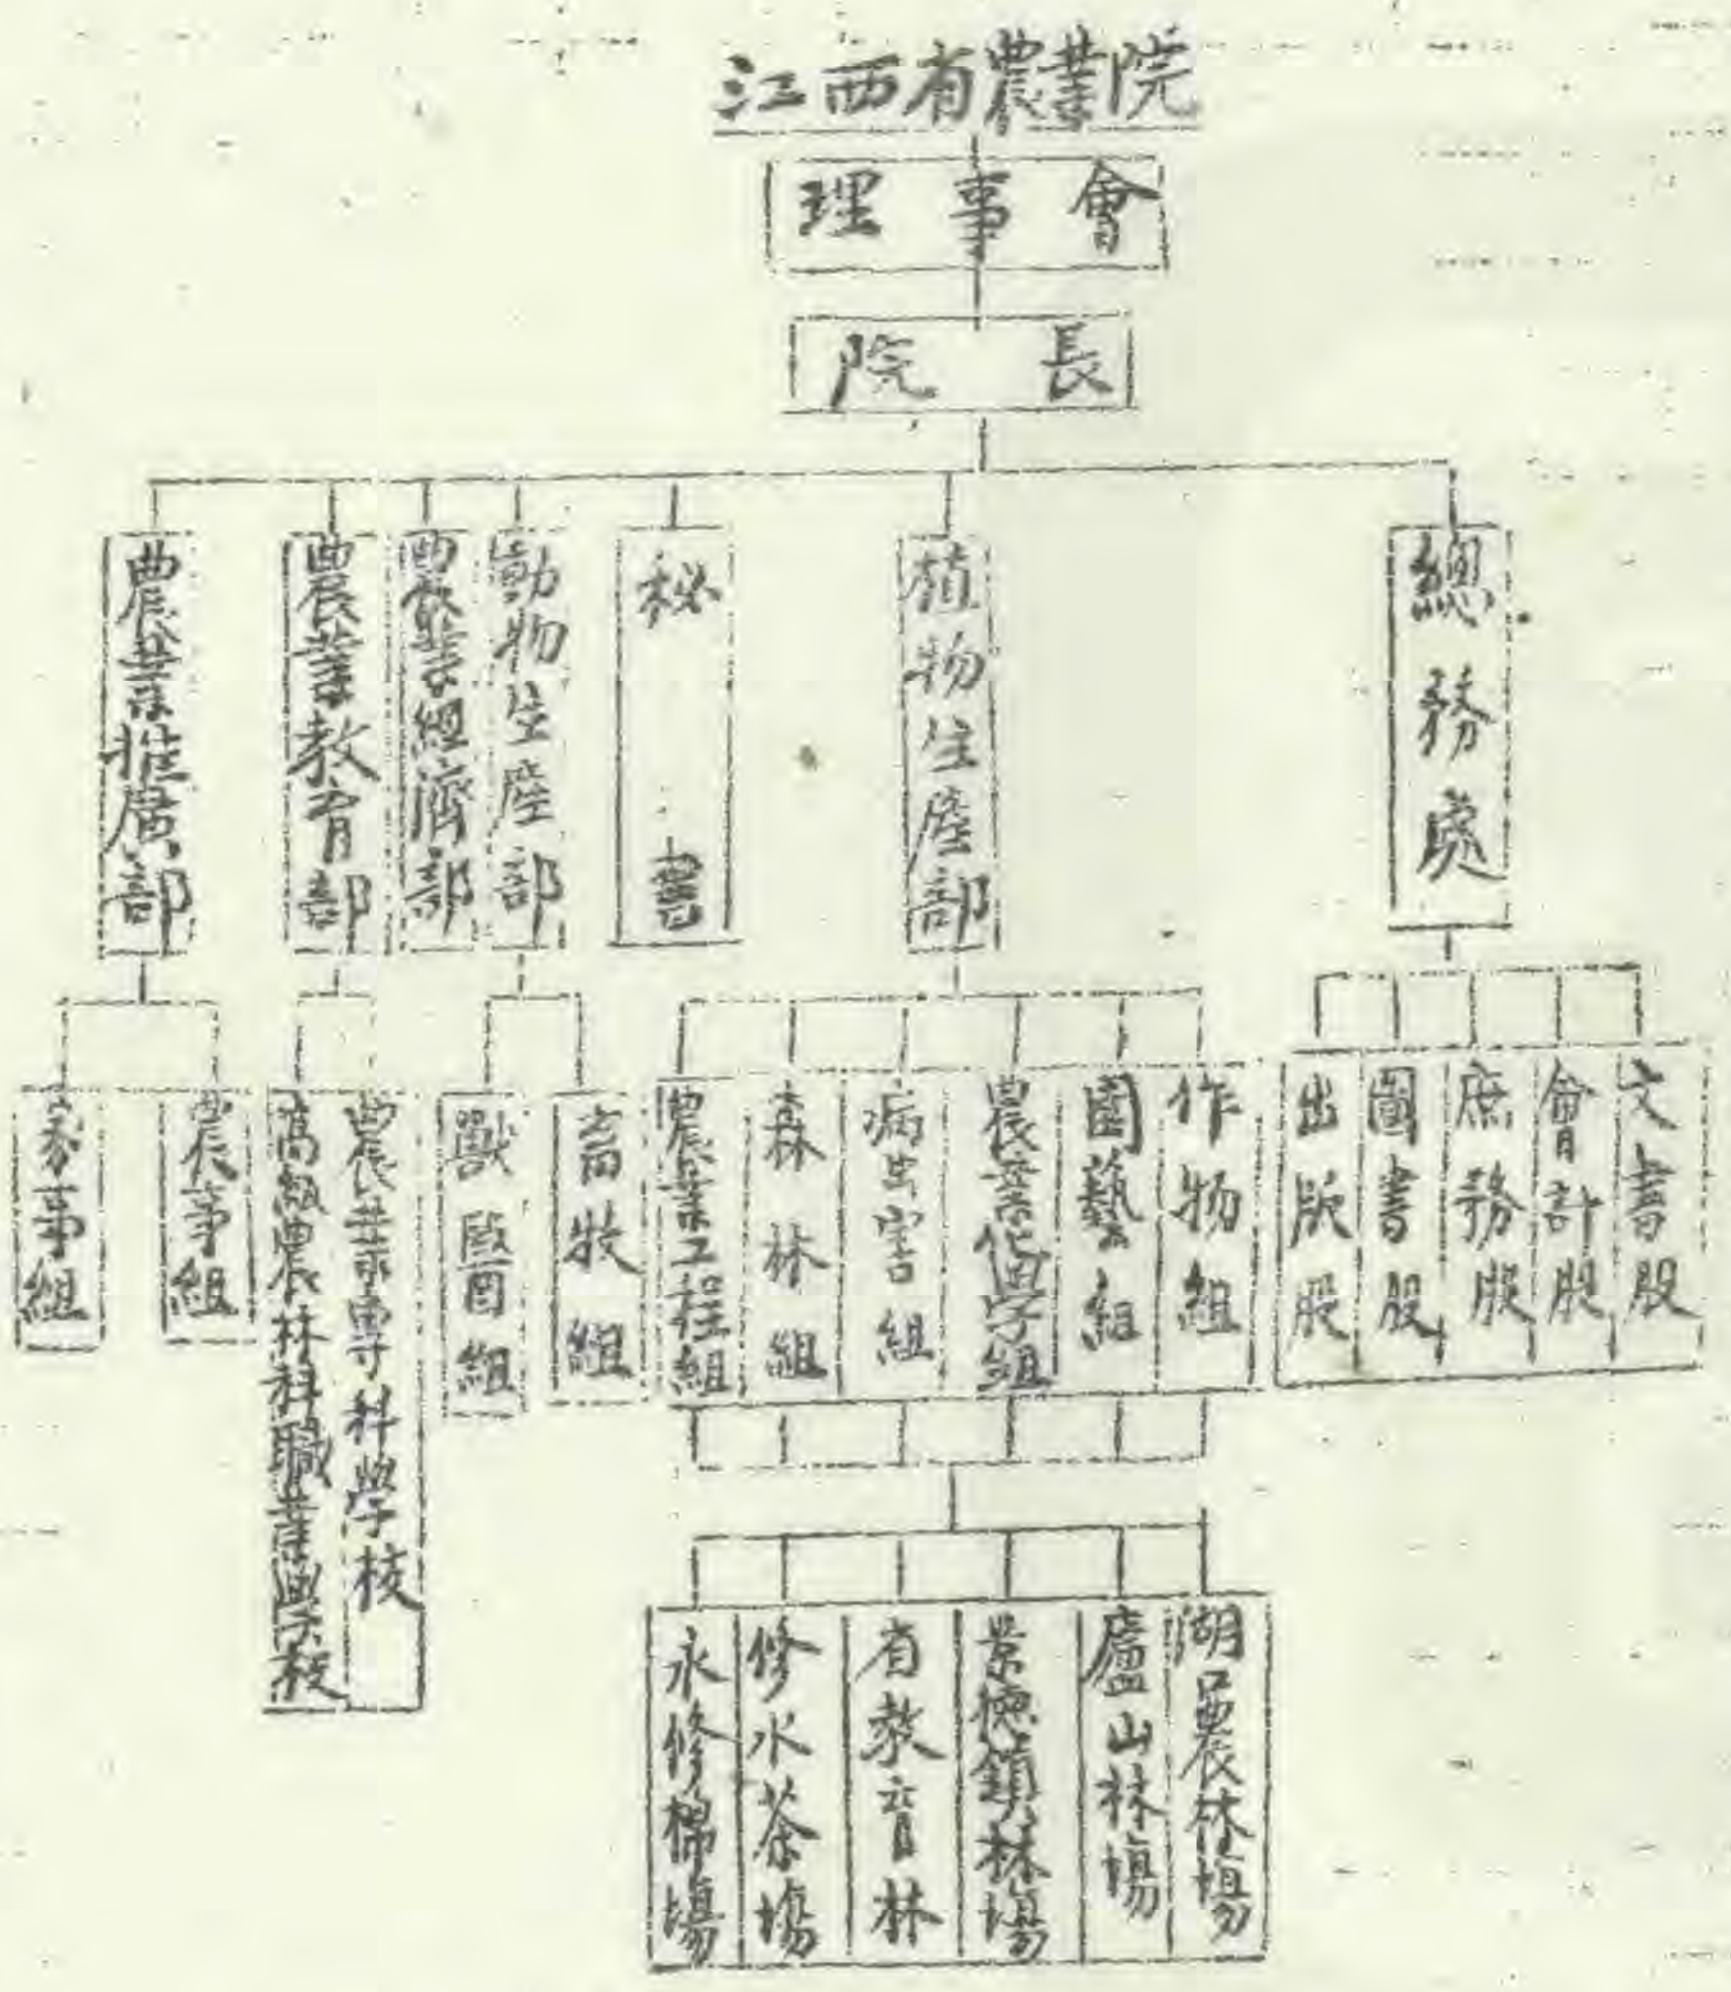 江西省農業院
理事會
院長
總務處
植物生產部
秘書
動物生產部
農業經濟部
農業教育部
農業推廣部
文書股
會計股
庶務股
圖書股
出版股
作物組
園藝組
農業化學組
病虫害組
森林組
農業工程組
畜牧組
獸醫組
農業專科學校
高級農林科職業學校
農事組
家事組
湖口農林場
廬山林場
景德鎮林場
省教育林
修水茶場
永修棉場